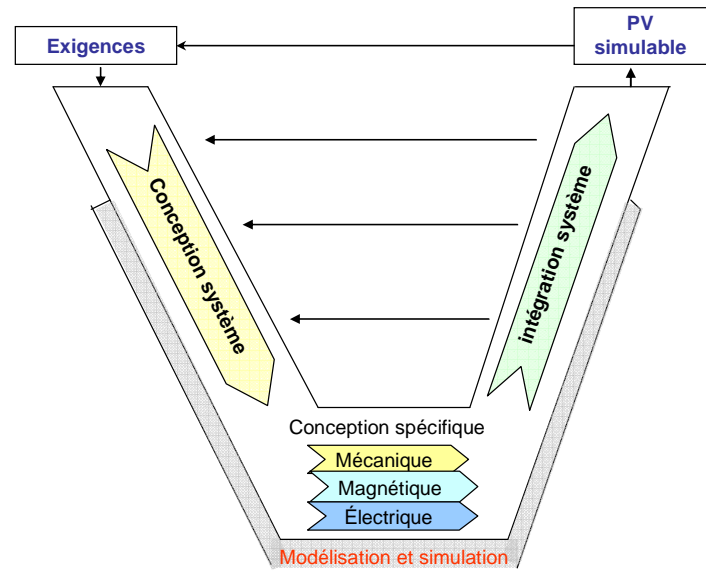 Exigences
PV
simulable
Conception système
intégration système
Conception spécifique
Mécanique
Magnétique
Électrique
Modélisation et simulation